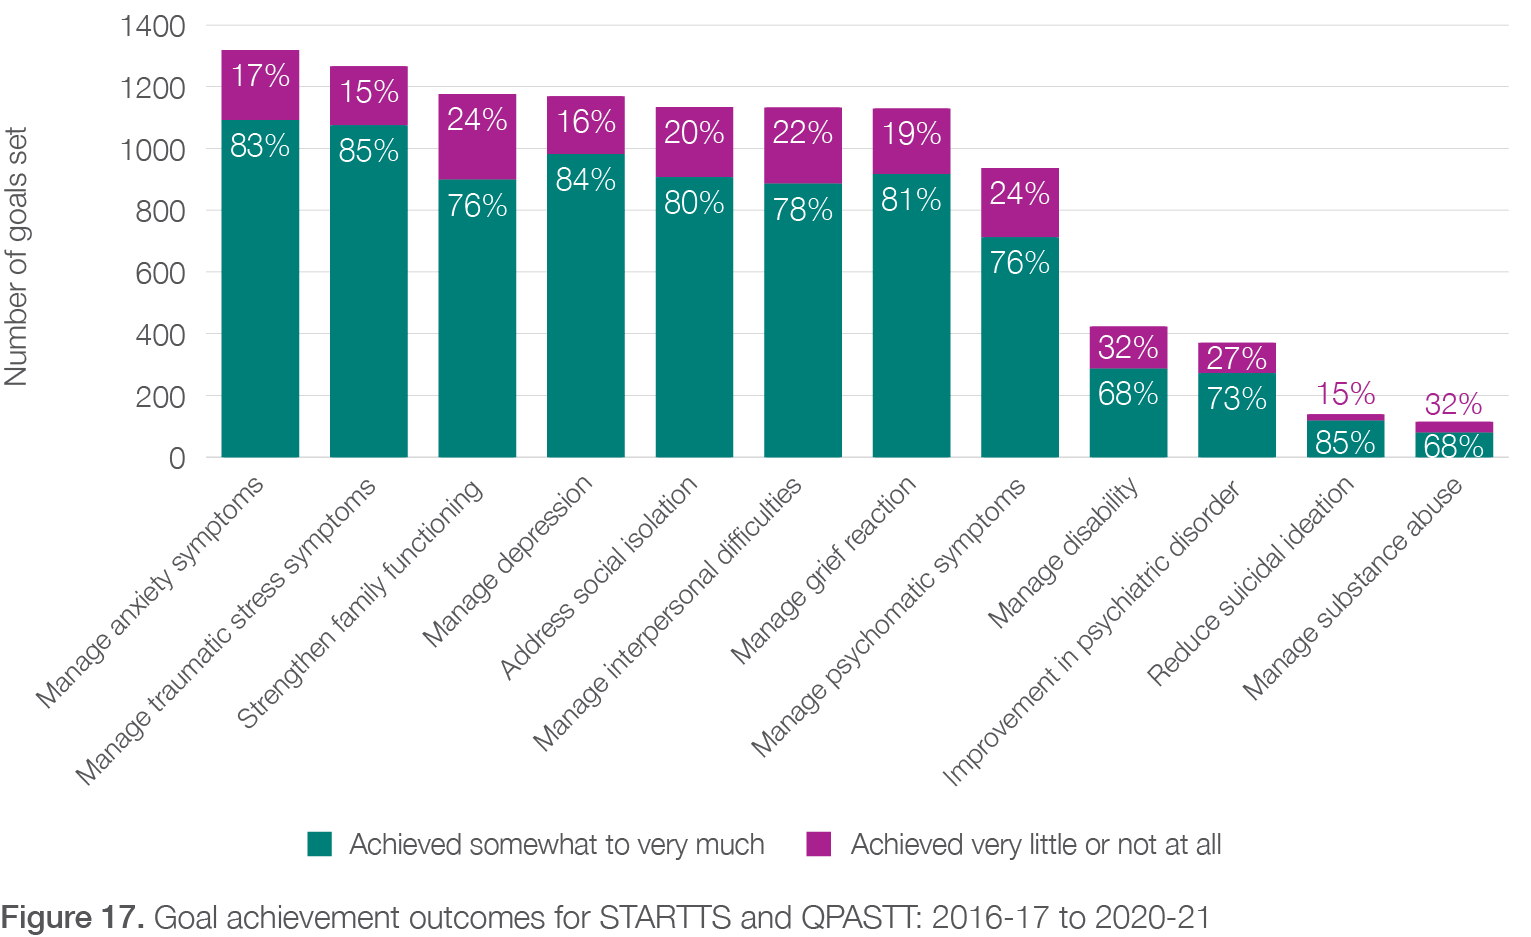 Number of goals set
1400
1200
1000
800
600
400
200
0
17%
83%
15%
85%
24%
76%
16%
84%
20%
80%
22%
78%
19%
81%
24%
76%
32%
68%
27%
73%
15%
85%
32%
68%
Manage anxiety symptoms
Manage traumatic stress symptoms
Strengthen family functioning
Manage depression
Address social isolation
Manage interpersonal difficulties
Manage grief reaction
Manage psychomatic symptoms
Manage disability
Improvement in psychiatric disorder
Reduce suicidal ideation
Manage substance abuse
Achieved somewhat to very much
Achieved very little or not at all
Figure 17. Goal achievement outcomes for STARTTS and QPASTT: 2016-17 to 2020-21